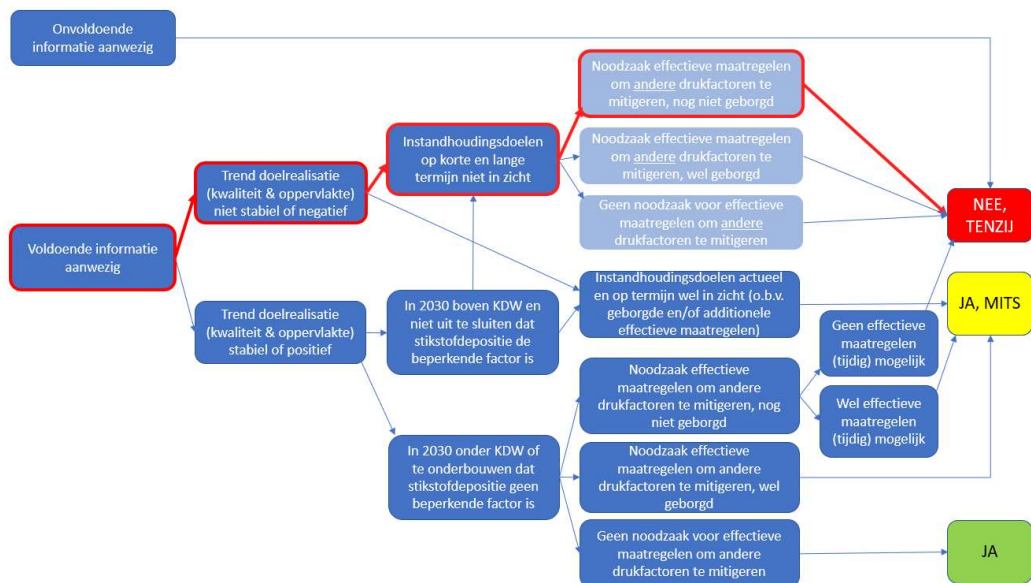 Onvoldoende
informatie aanwezig
Voldoende informatie
aanwezig
Trend doelrealisatie
(kwaliteit & oppervlakte)
niet stabiel of negatief
Trend doelrealisatie
(kwaliteit & oppervlakte)
stabiel of positief
Instandhoudingsdoelen
op korte en lange
termijn niet in zicht
In 2030 boven KDW en
niet uit te sluiten dat
stikstofdepositie de
beperkende factor is
In 2030 onder KDW of
te onderbouwen dat
stikstofdepositie geen
beperkende factor is
Noodzaak effectieve maatregelen
om andere drukfactoren te
mitigeren, nog niet geborgd
Noodzaak effectieve maatregelen
om andere drukfactoren te
mitigeren, wel geborgd
Geen noodzaak voor effectieve
maatregelen om andere
drukfactoren te mitigeren
Instandhoudingsdoelen actueel
en op termijn wel in zicht (o.b.v.
geborgde en/of additionele
effectieve maatregelen)
Noodzaak effectieve
maatregelen om andere
drukfactoren te mitigeren, nog
niet geborgd
Noodzaak effectieve
maatregelen om andere
drukfactoren te mitigeren, wel
geborgd
Geen noodzaak voor effectieve
maatregelen om andere
drukfactoren te mitigeren
Geen effectieve
maatregelen
(tijdig) mogelijk
Wel effectieve
maatregelen
(tijdig) mogelijk
NEE,
TENZIJ
JA, MITS
JA